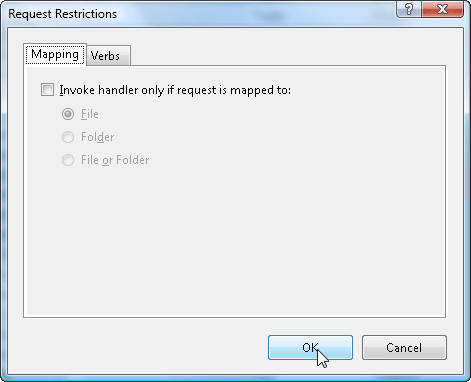 Request Restrictions
Mapping Verbs
Invoke handler only if request is mapped to:
File
Folder
File or Folder
OK Cancel